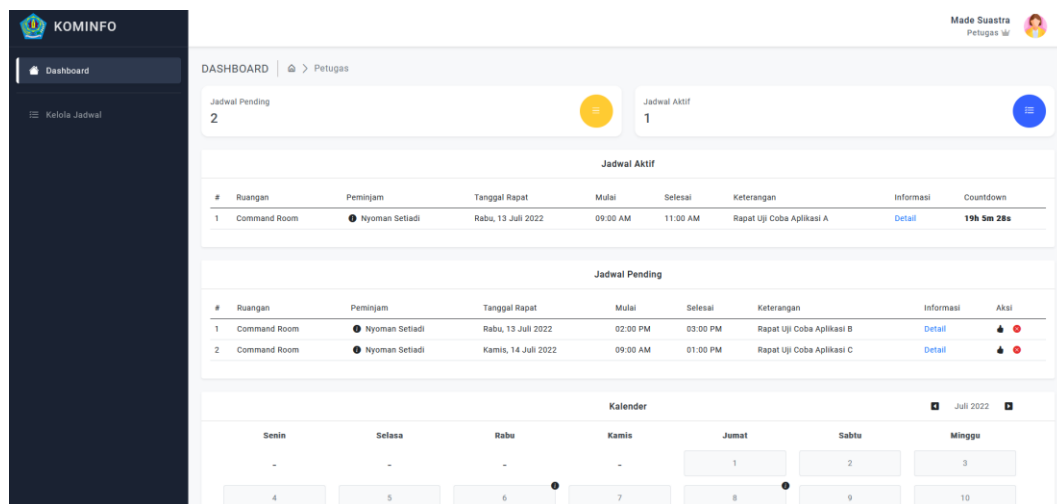 KOMINFO
Made Suastra
Petugas
Dashboard
Kelola Jadwal
DASHBOARD > Petugas
Jadwal Pending
2
Jadwal Aktif
1
Jadwal Aktif
# Ruangan Peminjam Tanggal Rapat Mulai Selesai Keterangan Informasi Countdown
1 Command Room Nyoman Setiadi Rabu, 13 Juli 2022 09:00 AM 11:00 AM Rapat Uji Coba Aplikasi A Detail 19h 5m 28s
Jadwal Pending
# Ruangan Peminjam Tanggal Rapat Mulai Selesai Keterangan Informasi Aksi
1 Command Room Nyoman Setiadi Rabu, 13 Juli 2022 02:00 PM 03:00 PM Rapat Uji Coba Aplikasi B Detail
2 Command Room Nyoman Setiadi Kamis, 14 Juli 2022 09:00 AM 01:00 PM Rapat Uji Coba Aplikasi C Detail
Kalender
Juli 2022
Senin Selasa Rabu Kamis Jumat Sabtu Minggu
- - - - 1 2 3
4 5 6 7 8 9 10